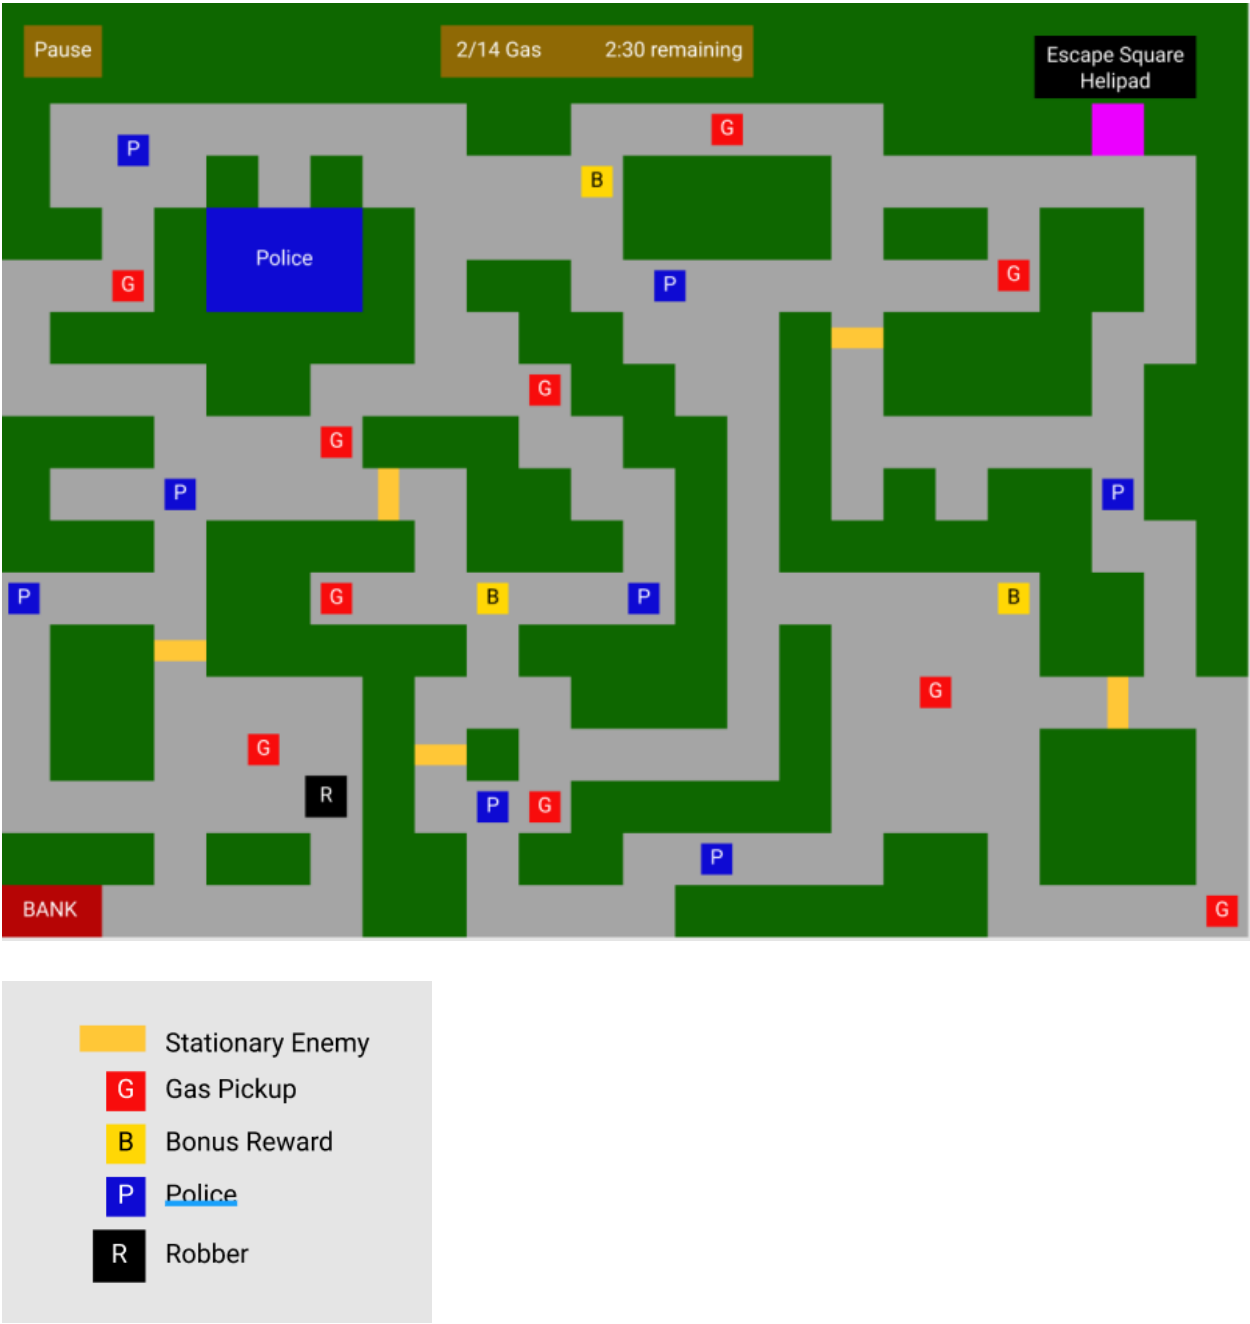 Pause
2/14 Gas 2:30 remaining
Escape Square
Helipad
G
P
B
Police
G
P
G
G
G
P
P
P
G
B
P
B
G
G
R
P
G
P
BANK
G
Stationary Enemy
G Gas Pickup
B Bonus Reward
P Police
R Robber